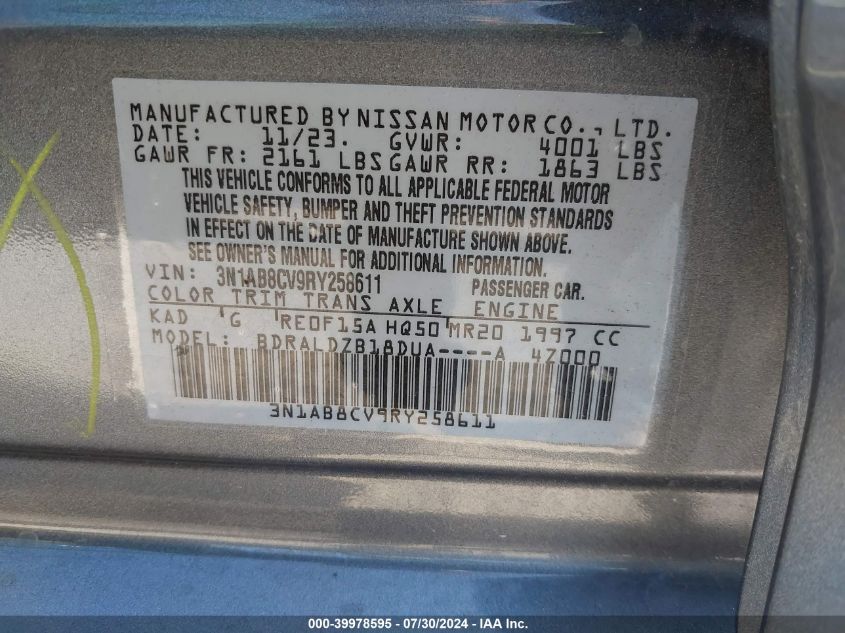 MANUFACTURED BY NISSAN MOTOR CO., LTD.
DATE: 11/23. GVWR: 4001 LBS
GAWR FR: 2161 LBS GAWR RR: 1863 LBS
THIS VEHICLE CONFORMS TO ALL APPLICABLE FEDERAL MOTOR
VEHICLE SAFETY, BUMPER AND THEFT PREVENTION STANDARDS
IN EFFECT ON THE DATE OF MANUFACTURE SHOWN ABOVE.
SEE OWNER'S MANUAL FOR ADDITIONAL INFORMATION
VIN: 3N1AB8CV9RY258611 PASSENGER CAR.
COLOR TRIM TRANS AXLE ENGINE
KAD G RE0F15A HQ50 MR20 1997 CC
MODEL: BDRALDZB18DUA----A 4Z000
3N1AB8CV9RY258611
000-39978595 - 07/30/2024 - IAAI.com